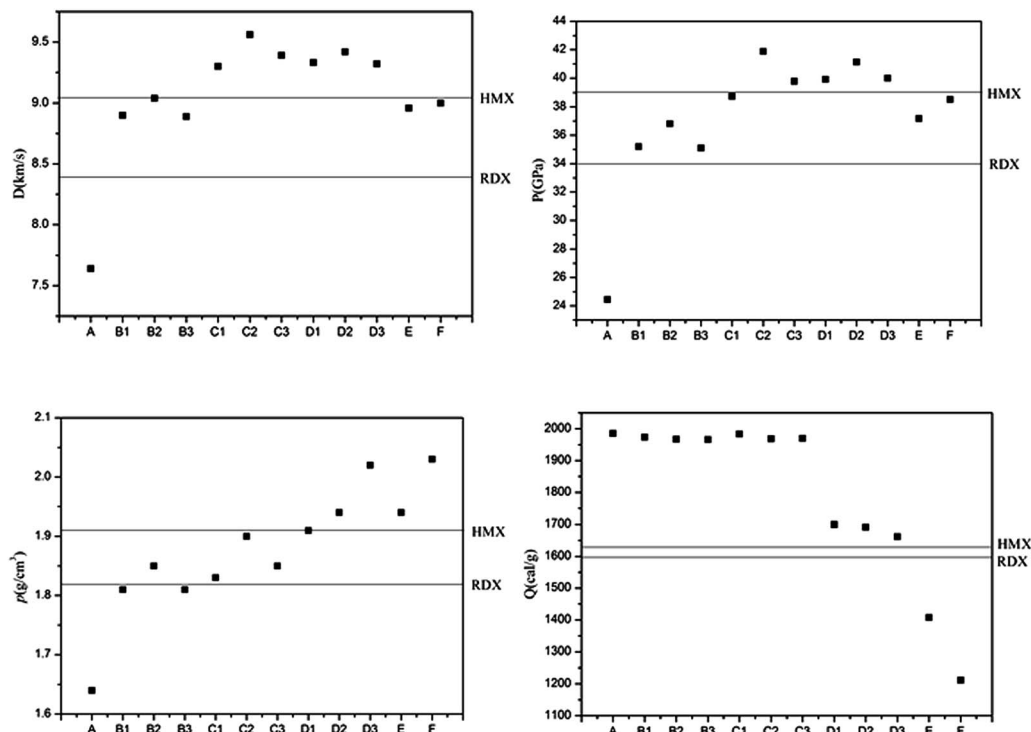 9.5
9.0
8.5
8.0
7.5
D(km/s)
HMX
RDX
A B1 B2 B3 C1 C2 C3 D1 D2 D3 E F
44
42
40
38
36
34
32
30
28
26
24
P(GPa)
HMX
RDX
A B1 B2 B3 C1 C2 C3 D1 D2 D3 E F
2.1
2.0
1.9
1.8
1.7
1.6
ρ(g/cm³)
HMX
RDX
A B1 B2 B3 C1 C2 C3 D1 D2 D3 E F
2000
1900
1800
1700
1600
1500
1400
1300
1200
1100
Q(cal/g)
HMX
RDX
A B1 B2 B3 C1 C2 C3 D1 D2 D3 E F